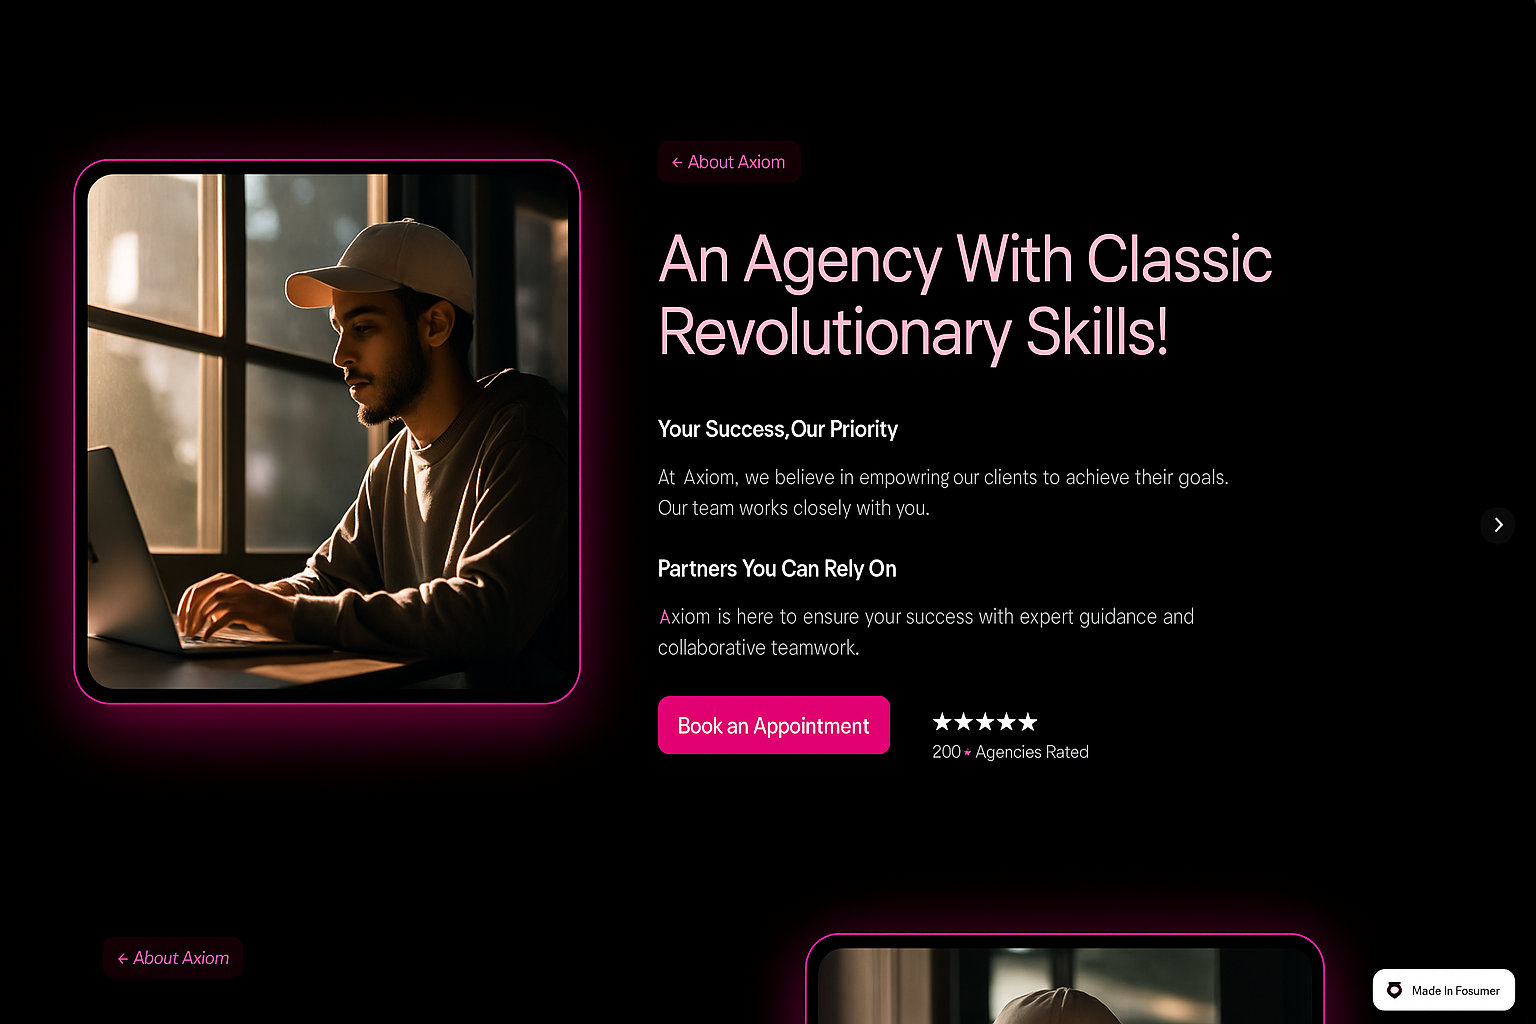 ← About Axiom
An Agency With Classic
Revolutionary Skills!
Your Success,Our Priority
At Axiom, we believe in empowring our clients to achieve their goals.
Our team works closely with you.
Partners You Can Rely On
Axiom is here to ensure your success with expert guidance and
collaborative teamwork.
Book an Appointment
★★★★★
200★ Agencies Rated
← About Axiom
Made In Fosumer